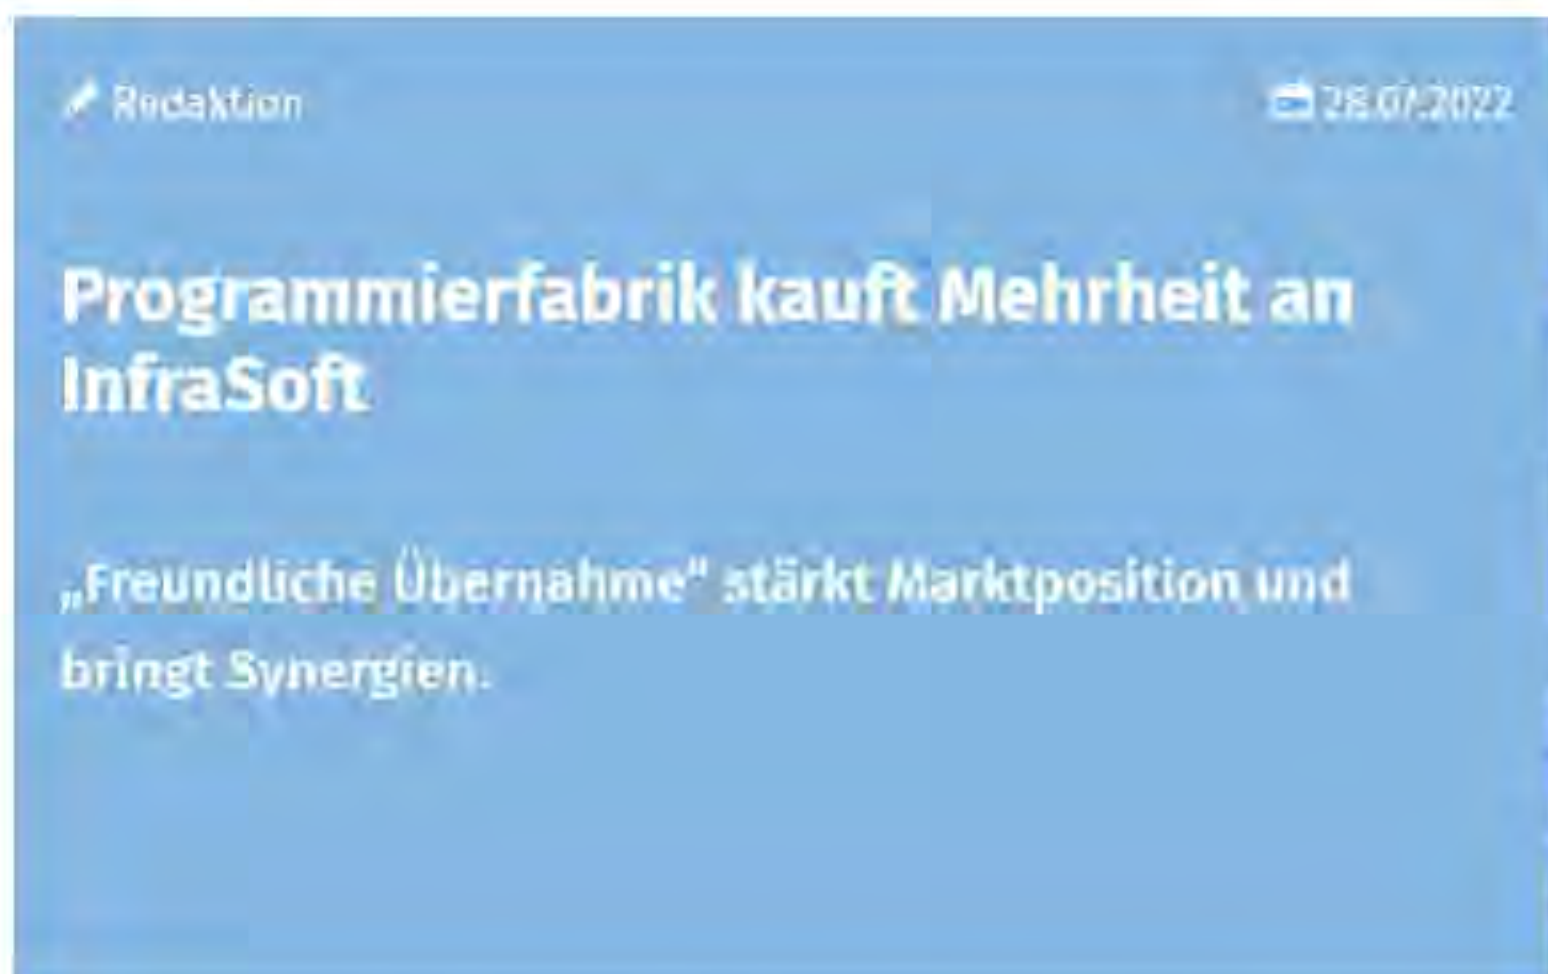 Redaktion 28.07.2022
Programmierfabrik kauft Mehrheit an
InfraSoft
„Freundliche Übernahme“ stärkt Marktposition und
bringt Synergien.